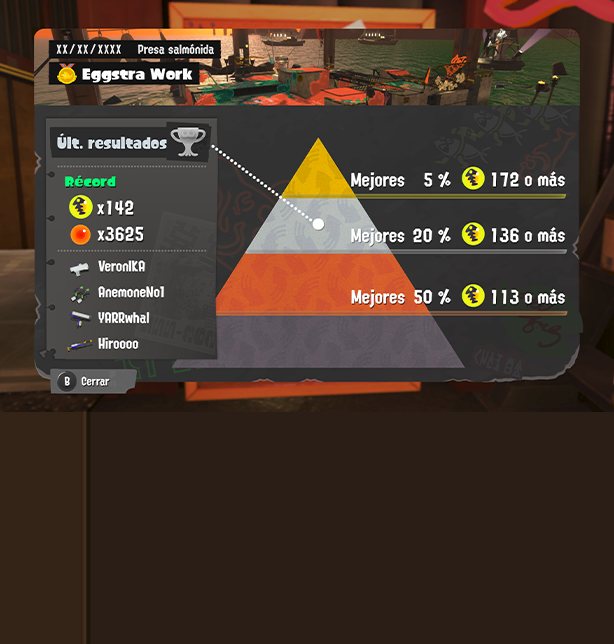 XX/XX/XXXX Presa salmónida
Eggstra Work
Últ. resultados
Récord
x142
x3625
VeronIKA
AnemoneNo1
YARRwhal
Hiroooo
Mejores 5 % 172 o más
Mejores 20 % 136 o más
Mejores 50 % 113 o más
B Cerrar